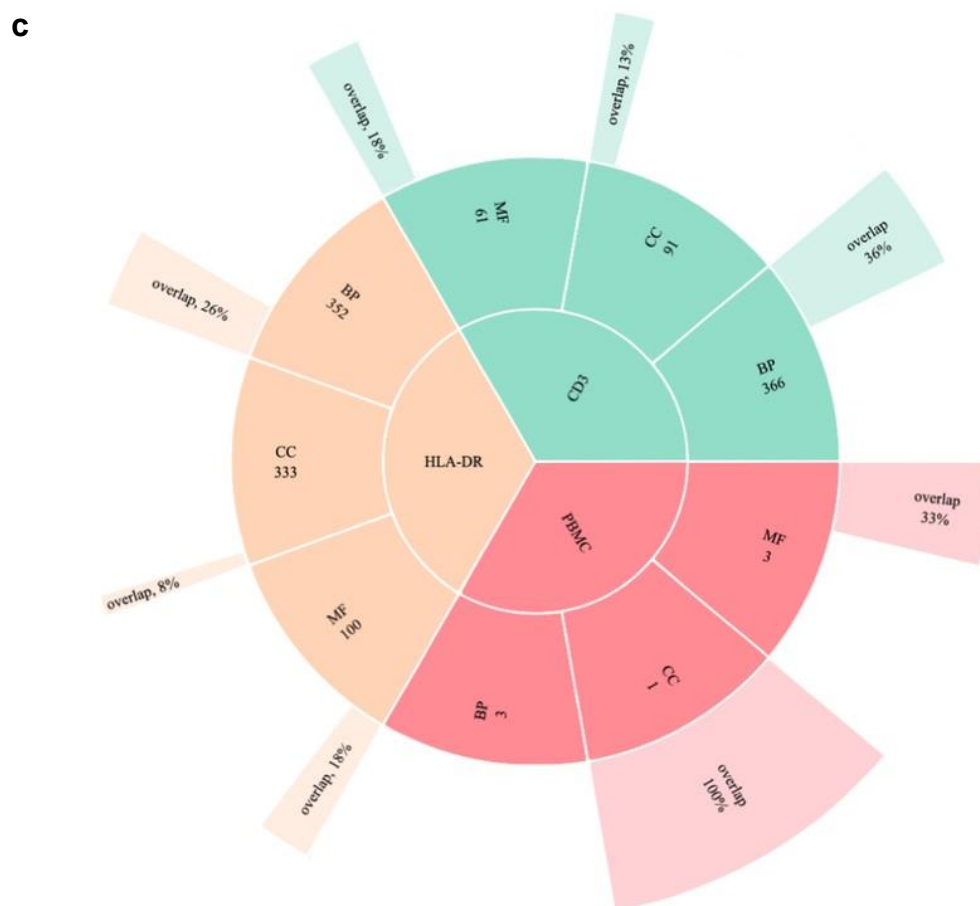 c
overlap, 13%
overlap, 18%
MF
61
CC
91
overlap
36%
overlap, 26%
BP
352
CD3
BP
366
CC
333
HLA-DR
overlap
33%
PBMC
MF
3
overlap, 8%
MF
100
CC
1
BP
3
overlap, 18%
overlap
100%